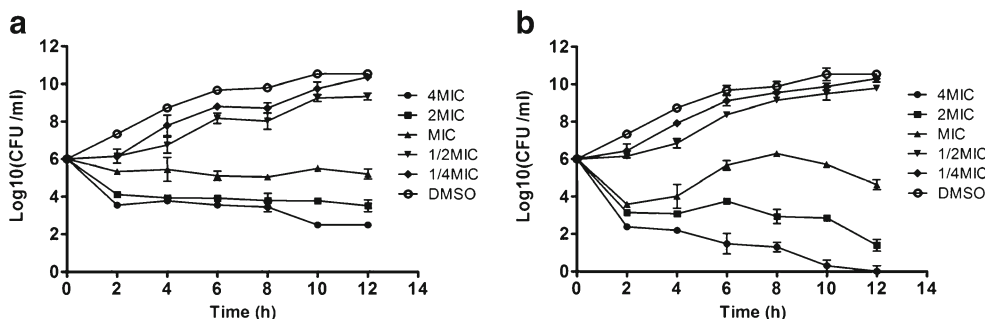 a
12
10
8
6
4
2
0
Log10(CFU /ml)
0 2 4 6 8 10 12 14
Time (h)
4MIC
2MIC
MIC
1/2MIC
1/4MIC
DMSO
b
12
10
8
6
4
2
0
Log10(CFU /ml)
0 2 4 6 8 10 12 14
Time (h)
4MIC
2MIC
MIC
1/2MIC
1/4MIC
DMSO